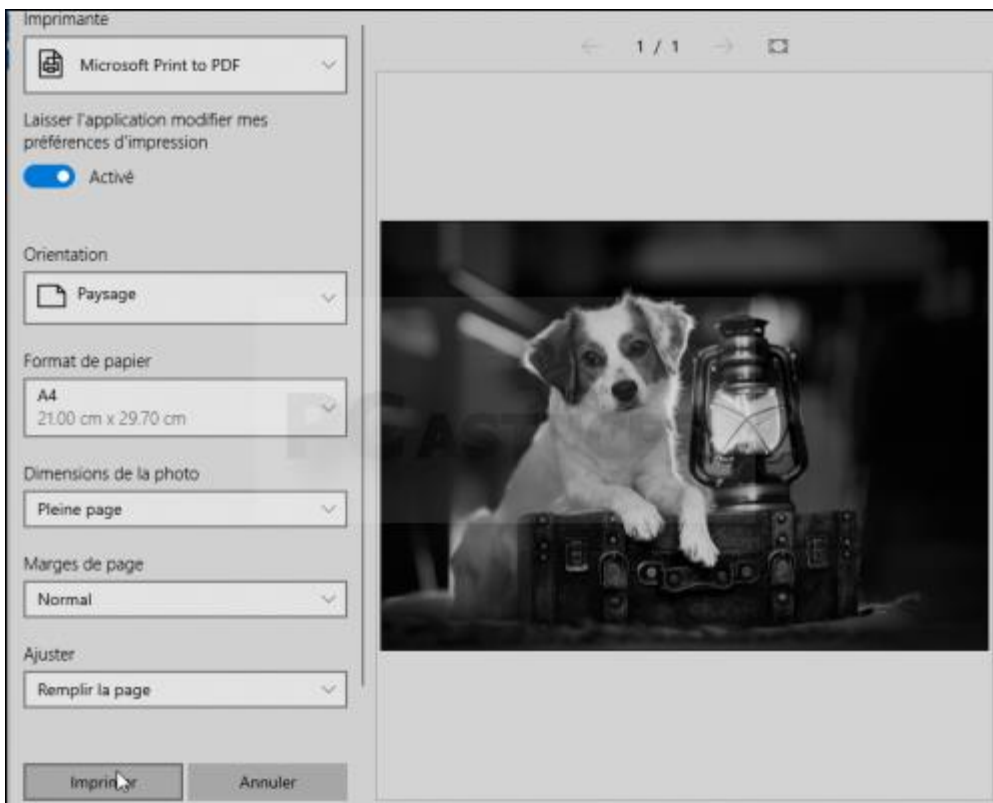 Imprimante
Microsoft Print to PDF
1 / 1
Laisser l'application modifier mes
préférences d'impression
Activé
Orientation
Paysage
Format de papier
A4
21.00 cm x 29.70 cm
Dimensions de la photo
Pleine page
Marges de page
Normal
Ajuster
Remplir la page
Annuler